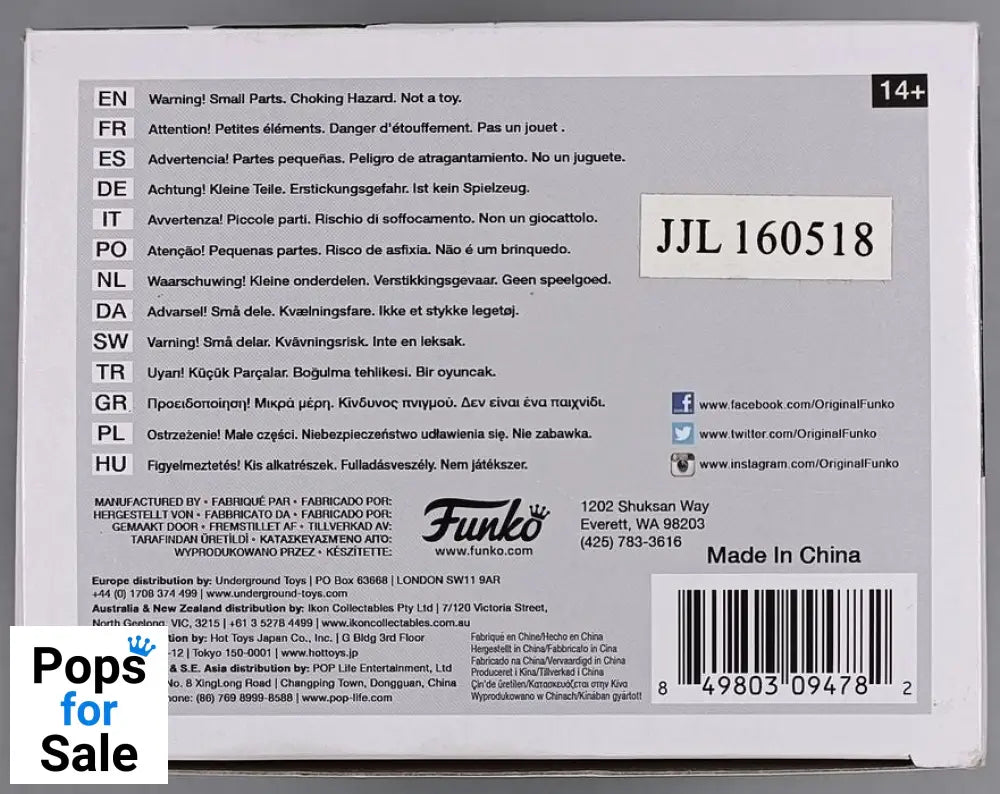 14+
EN Warning! Small Parts. Choking Hazard. Not a toy.
FR Attention! Petites éléments. Danger d'étouffement. Pas un jouet .
ES Advertencia! Partes pequeñas. Peligro de atragantamiento. No un juguete.
DE Achtung! Kleine Teile. Erstickungsgefahr. Ist kein Spielzeug.
IT Avvertenza! Piccole parti. Rischio di soffocamento. Non un giocattolo.
PO Atenção! Pequenas partes. Risco de asfixia. Não é um brinquedo.
NL Waarschuwing! Kleine onderdelen. Verstikkingsgevaar. Geen speelgoed.
DA Advarsel! Små dele. Kvælningsfare. Ikke et stykke legetøj.
SW Varning! Små delar. Kvävningsrisk. Inte en leksak.
TR Uyan! Küçük Parçalar. Boğulma tehlikesi. Bir oyuncak.
GR Προειδοποίηση! Μικρά μέρη. Κίνδυνος πνιγμού. Δεν είναι ένα παιχνίδι.
PL Ostrzeżenie! Małe części. Niebezpieczeństwo udławienia się. Nie zabawka.
HU Figyelmeztetés! Kis alkatrészek. Fulladásveszély. Nem játékszer.
JJL 160518
www.facebook.com/OriginalFunko
www.twitter.com/OriginalFunko
www.instagram.com/OriginalFunko
MANUFACTURED BY • FABRIQUÉ PAR • FABRICADO POR:
HERGESTELLT VON • FABBRICATO DA • FABRICADO POR:
GEMAAKT DOOR • FREMSTILLET AF • TILLVERKAD AV:
TARAFINDAN ÜRETİLDİ • ΚΑΤΑΣΚΕΥΑΣΜΈΝΟ ΑΠΌ:
WYPRODUKOWANO PRZEZ • KÉSZÍTETTE:
Funko
www.funko.com
1202 Shuksan Way
Everett, WA 98203
(425) 783-3616
Made In China
Europe distribution by: Underground Toys | PO Box 63668 | LONDON SW11 9AR
+44 (0) 1708 374 499 | www.underground-toys.com
Australia & New Zealand distribution by: Ikon Collectables Pty Ltd | 7/120 Victoria Street,
North Geelong, VIC, 3215 | +61 3 5278 4499 | www.ikoncollectables.com.au
tion by: Hot Toys Japan Co., Inc. | G Bldg 3rd Floor
-12 | Tokyo 150-0001 | www.hottoys.jp
& S.E. Asia distribution by: POP Life Entertainment, Ltd
No. 8 XingLong Road | Changping Town, Dongguan, China
hone: (86) 769 8999-8588 | www.pop-life.com
Fabriqué en Chine/Hecho en China
Hergestellt in China/Fabbricato in Cina
Fabricado na China/Vervaardigd in China
Produceret i Kina/Tillverkad i China
Çin'de üretilen/Κατασκευάζεται στην Κίνα
Wyprodukowano w Chinach/Kínában gyártott
8 49803 09478 2
Pops
for
Sale